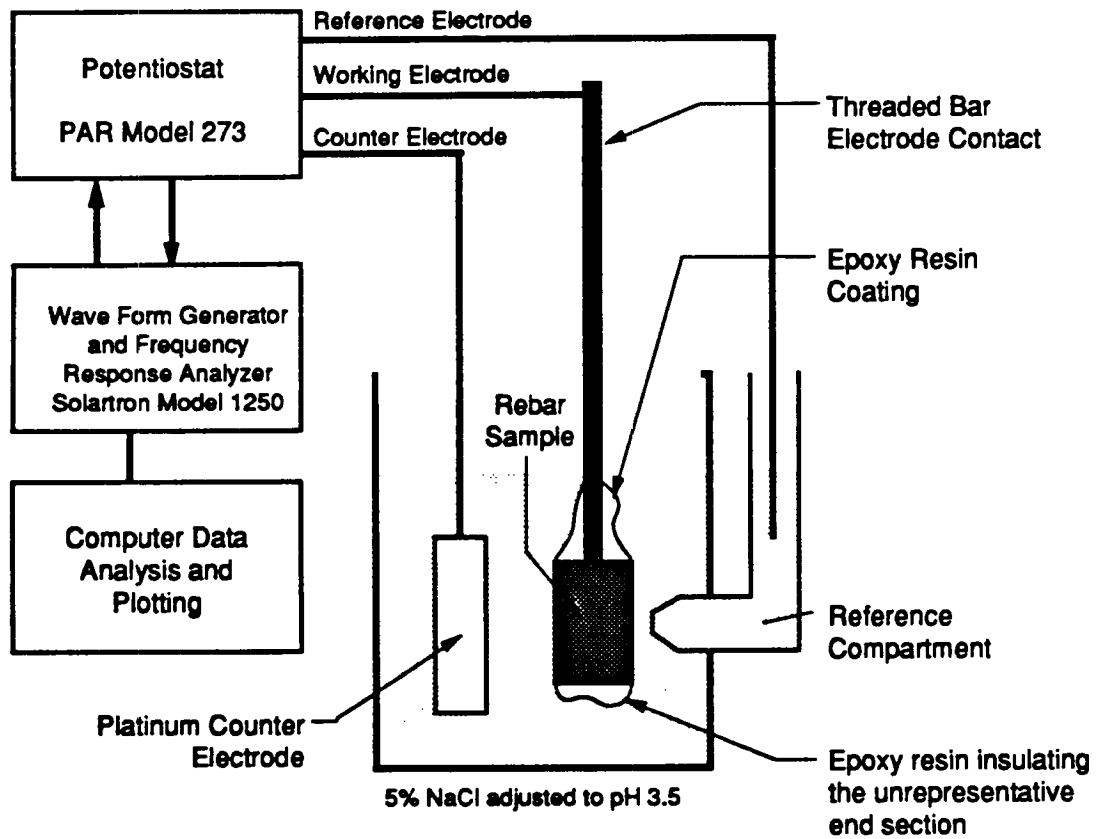 Reference Electrode
Potentiostat
PAR Model 273
Working Electrode
Counter Electrode
Threaded Bar
Electrode Contact
Epoxy Resin
Coating
Wave Form Generator
and Frequency
Response Analyzer
Solartron Model 1250
Rebar
Sample
Computer Data
Analysis and
Plotting
Reference
Compartment
Platinum Counter
Electrode
Epoxy resin insulating
the unrepresentative
end section
5% NaCl adjusted to pH 3.5